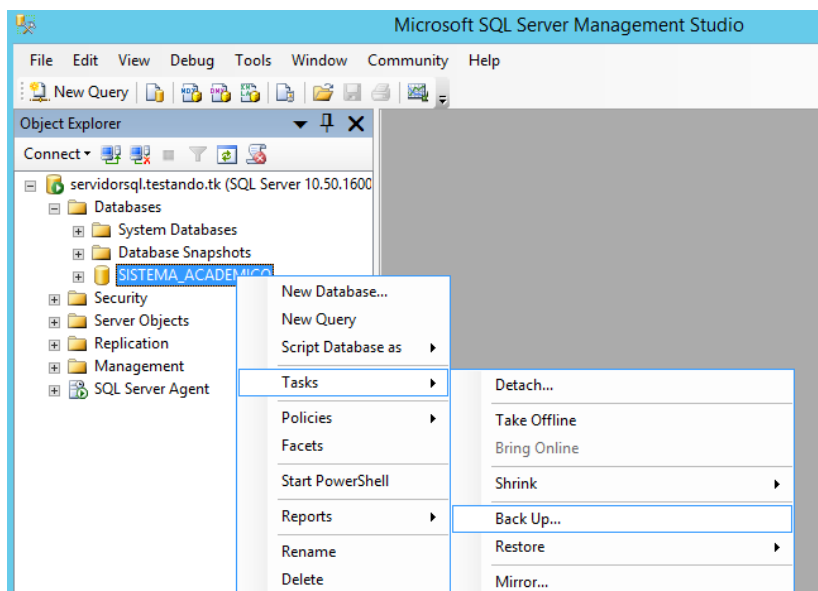 Microsoft SQL Server Management Studio
File Edit View Debug Tools Window Community Help
New Query
Object Explorer
Connect
servidorsql.testando.tk (SQL Server 10.50.1600
Databases
System Databases
Database Snapshots
SISTEMA_ACADEMICO
Security
Server Objects
Replication
Management
SQL Server Agent
New Database...
New Query
Script Database as
Tasks
Policies
Facets
Start PowerShell
Reports
Rename
Delete
Detach...
Take Offline
Bring Online
Shrink
Back Up...
Restore
Mirror...